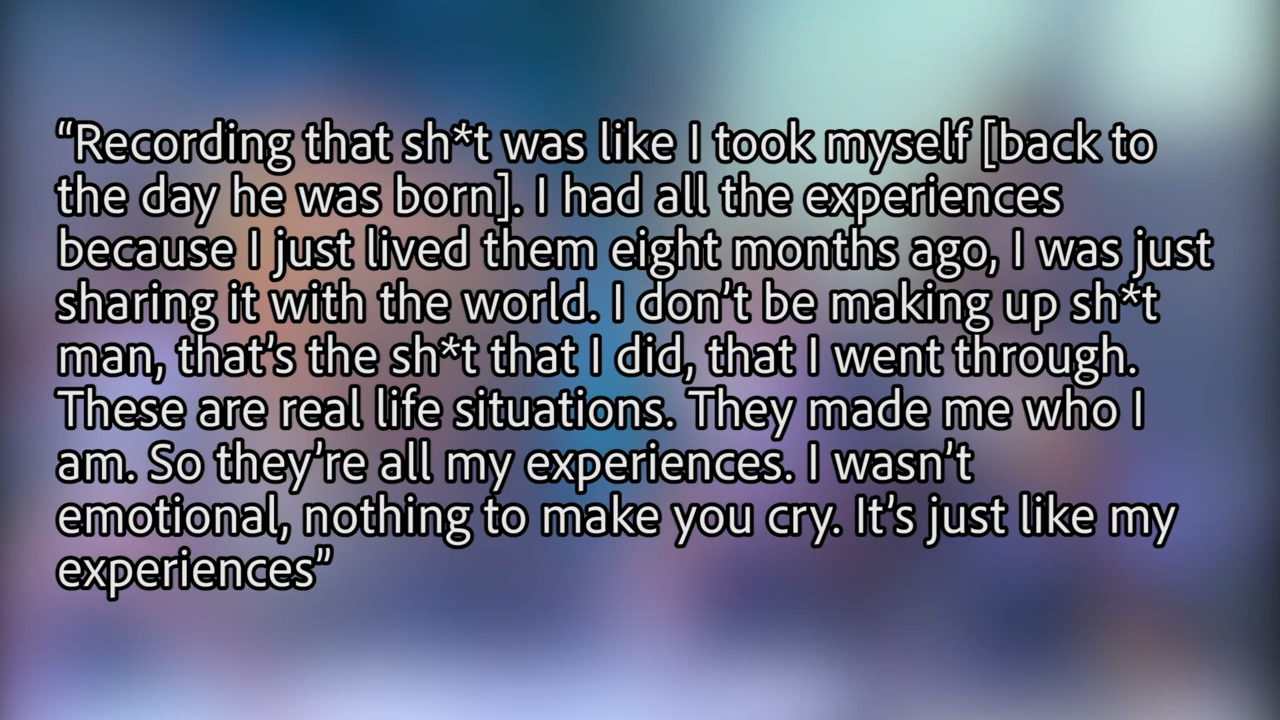 “Recording that sh*t was like I took myself [back to
the day he was born]. I had all the experiences
because I just lived them eight months ago, I was just
sharing it with the world. I don’t be making up sh*t
man, that’s the sh*t that I did, that I went through.
These are real life situations. They made me who I
am. So they’re all my experiences. I wasn’t
emotional, nothing to make you cry. It’s just like my
experiences”